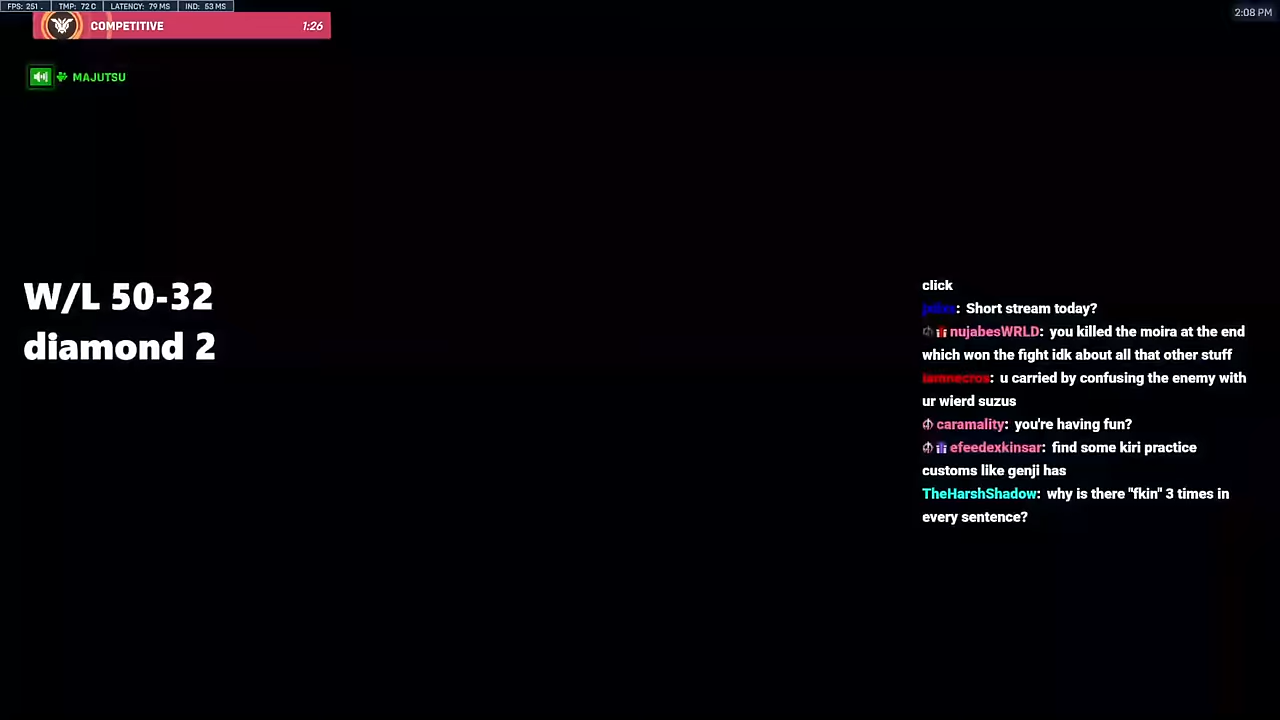 FPS: 251 . TMP: 72 C LATENCY: 79 MS IND: 53 MS
2:08 PM
COMPETITIVE 1:26
MAJUTSU
W/L 50-32
diamond 2
click
: Short stream today?
nujabesWRLD: you killed the moira at the end
which won the fight idk about all that other stuff
iamnecros: u carried by confusing the enemy with
ur wierd suzus
caramality: you're having fun?
efeedexkinsar: find some kiri practice
customs like genji has
TheHarshShadow: why is there "fkin" 3 times in
every sentence?